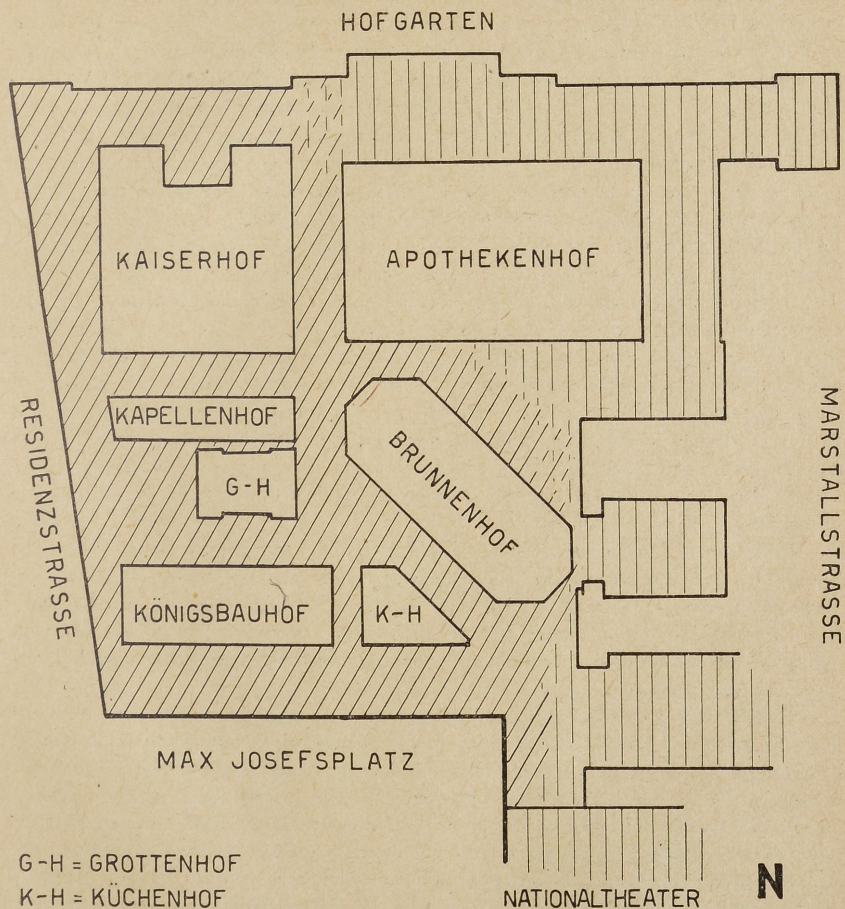 HOFGARTEN
KAISERHOF
APOTHEKENHOF
KAPELLENHOF
G-H
BRUNNENHOF
RESIDENZSTRASSE
MARSTALLSTRASSE
KÖNIGSBAUHOF
K-H
MAX JOSEFSPLATZ
G-H = GROTTENHOF
K-H = KÜCHENHOF
NATIONALTHEATER
N